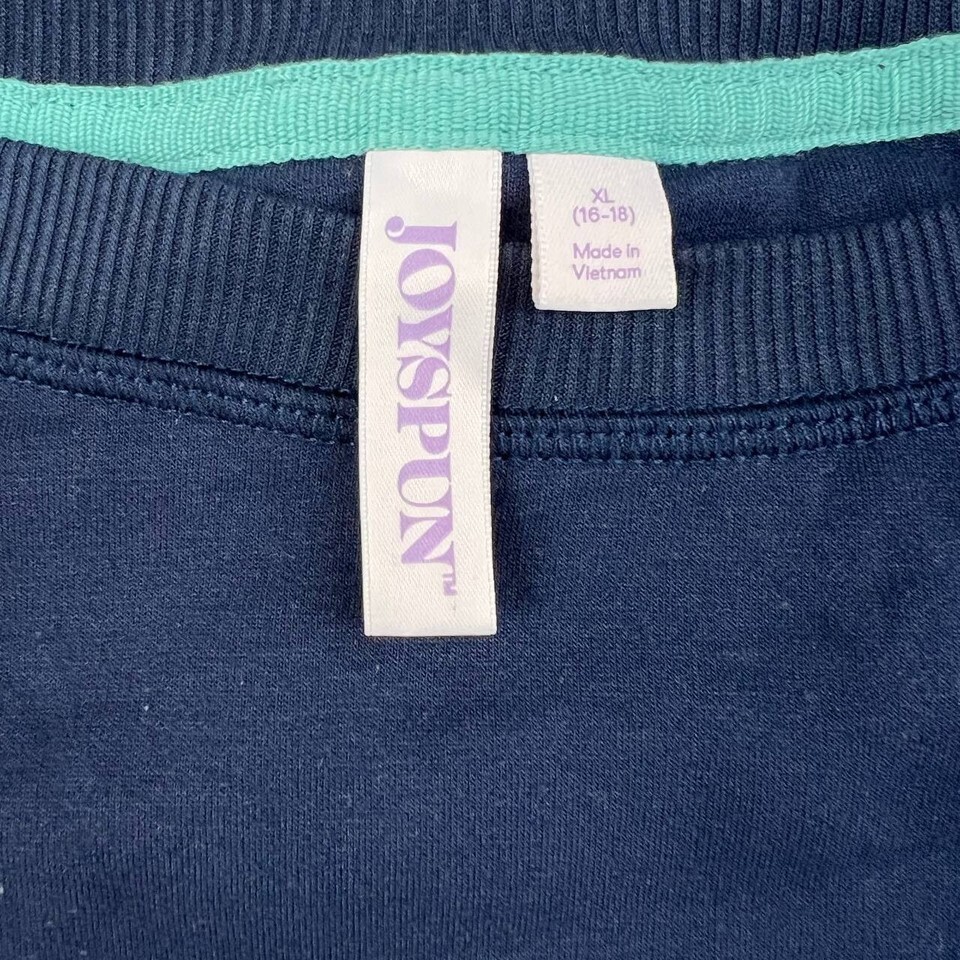 JOYSPUN™
XL
(16-18)
Made in
Vietnam